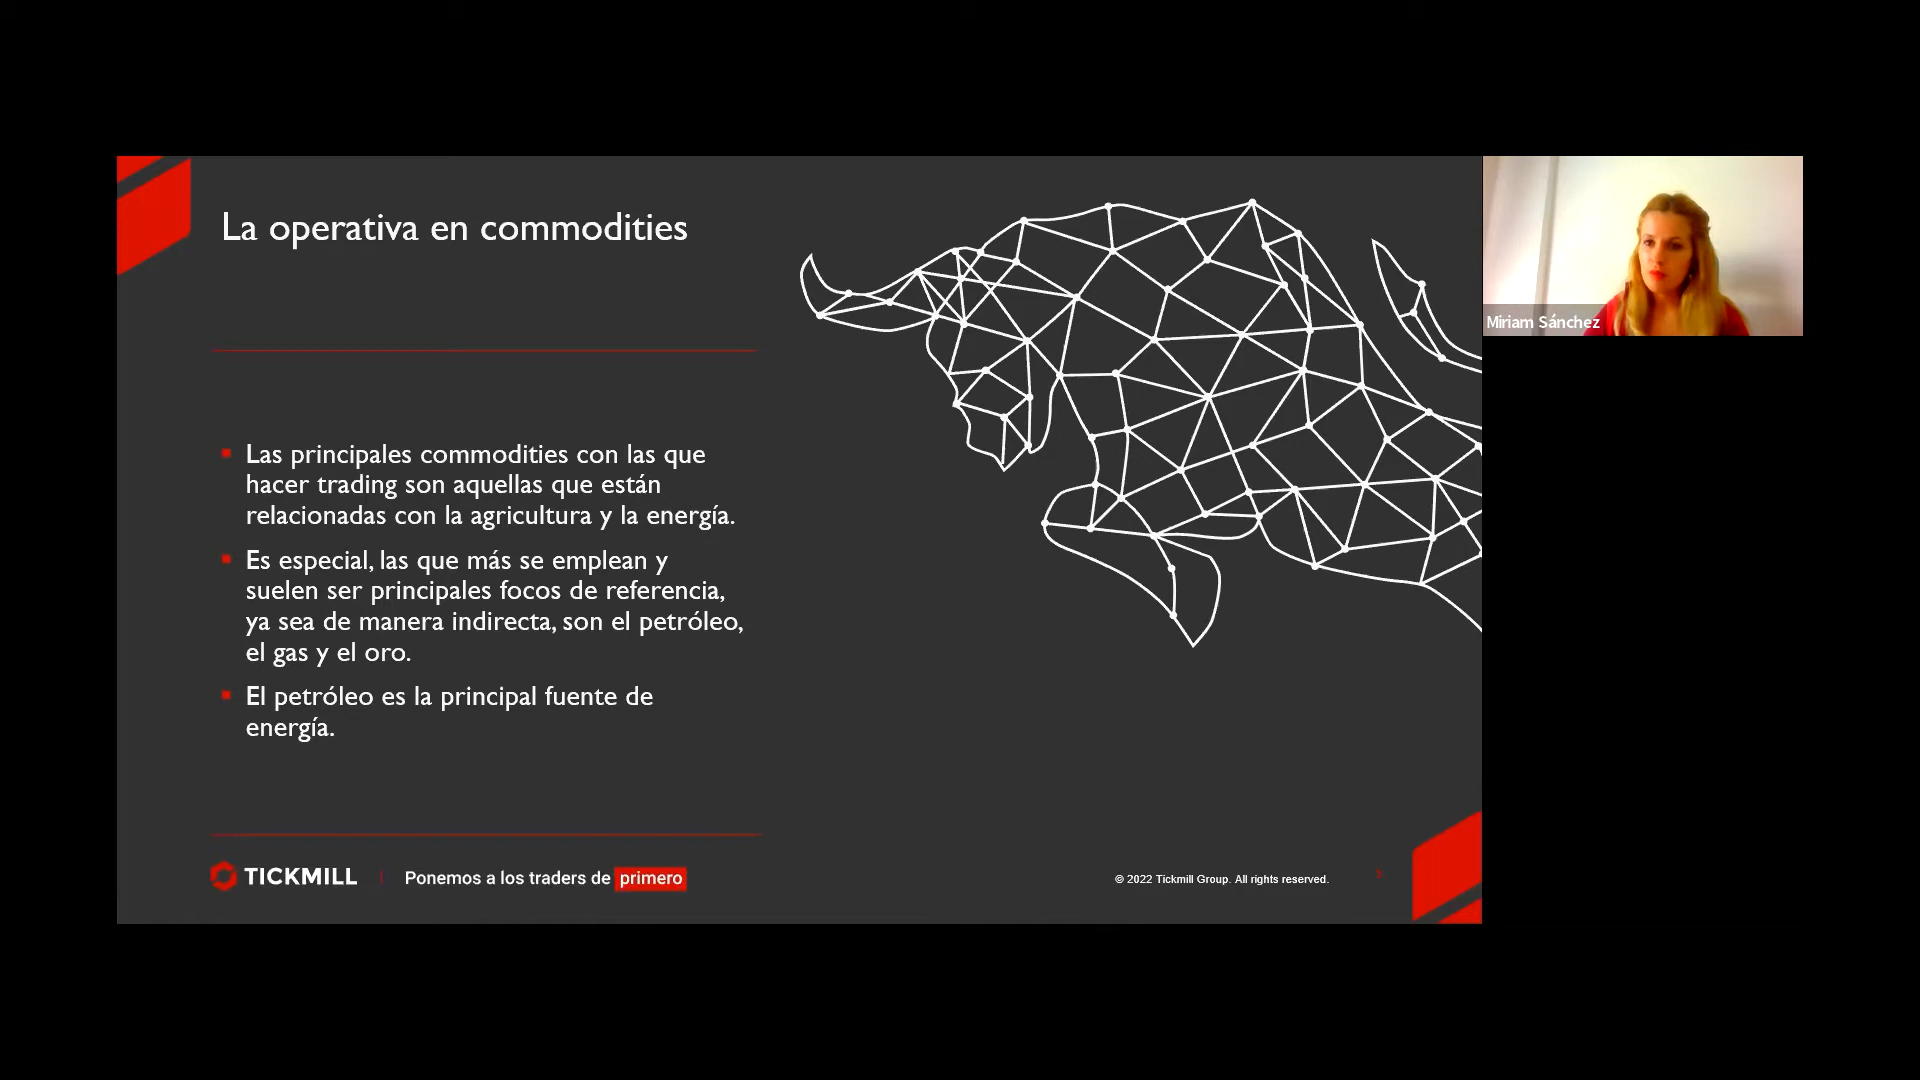 La operativa en commodities
Miriam Sánchez
Las principales commodities con las que
hacer trading son aquellas que están
relacionadas con la agricultura y la energía.
Es especial, las que más se emplean y
suelen ser principales focos de referencia,
ya sea de manera indirecta, son el petróleo,
el gas y el oro.
El petróleo es la principal fuente de
energía.
TICKMILL
Ponemos a los traders de primero
© 2022 Tickmill Group. All rights reserved.